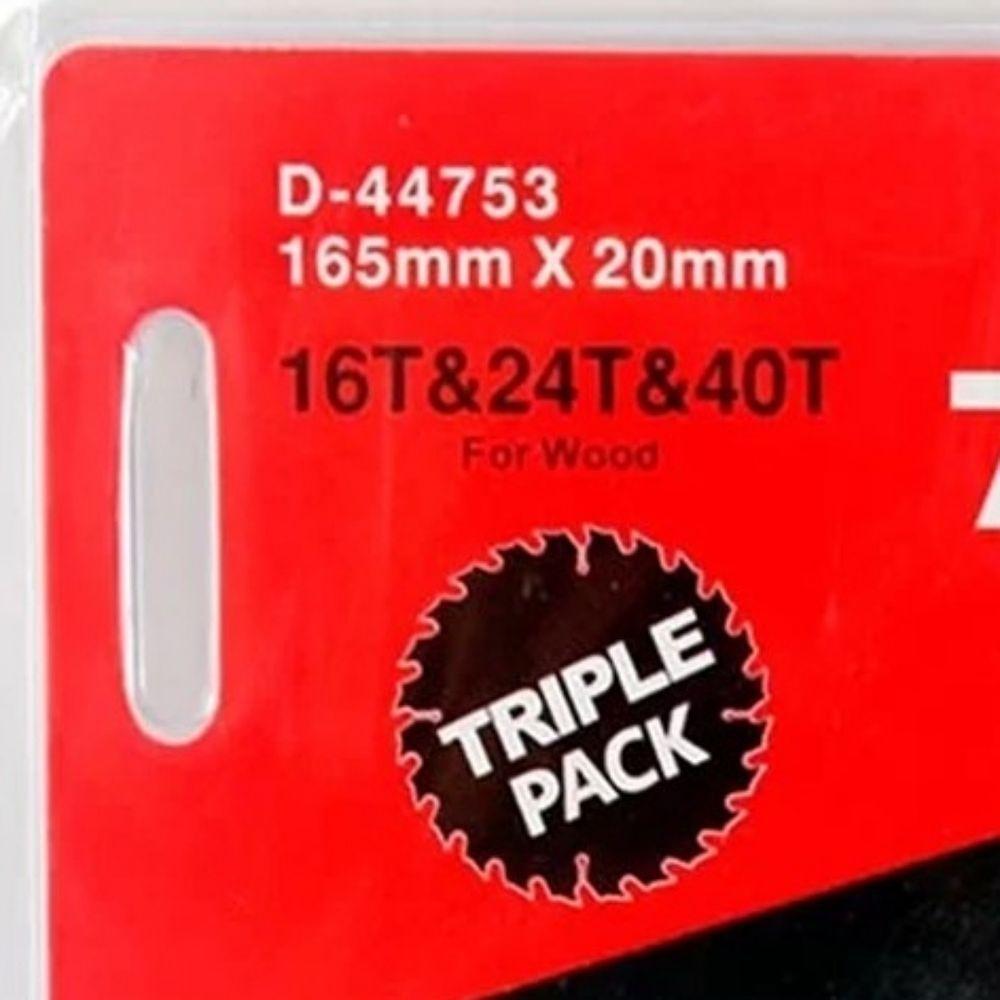 D-44753
165mm X 20mm
16T&24T&40T
For Wood
TRIPLE
PACK